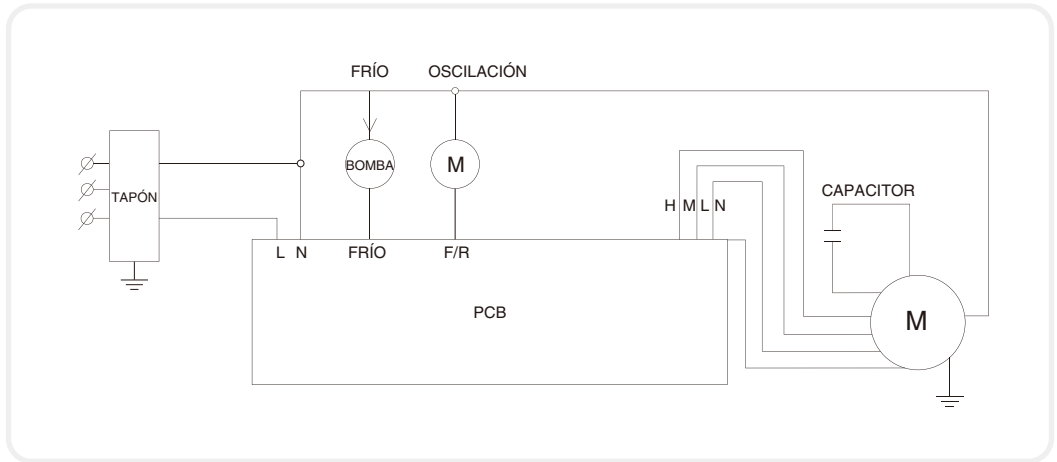 FRÍO OSCILACIÓN
BOMBA M
TAPÓN
CAPACITOR
H M L N
L N FRÍO F/R
PCB
M